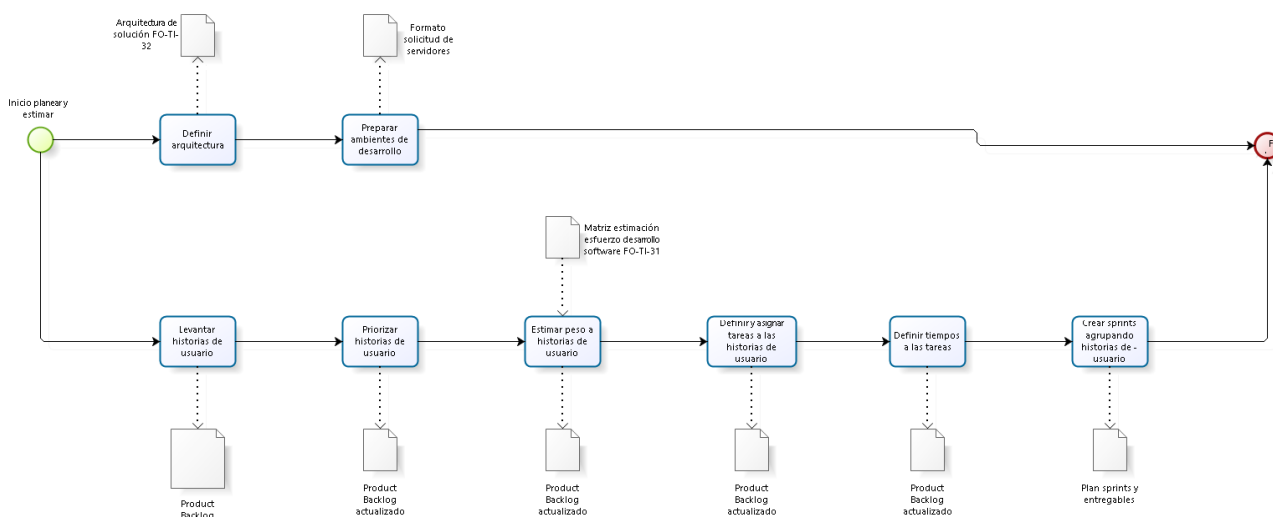 Arquitectura de
solución FO-TI-
32
Formato
solicitud de
servidores
Inicio planear y
estimar
Definir
arquitectura
Preparar
ambientes de
desarrollo
F
Matriz estimación
esfuerzo desarrollo
software FO-TI-31
Levantar
historias de
usuario
Priorizar
historias de
usuario
Estimar peso a
historias de
usuario
Definir y asignar
tareas a las
historias de
usuario
Definir tiempos
a las tareas
Crear sprints
agrupando
historias de -
usuario
Product
Backlog
Product
Backlog
actualizado
Product
Backlog
actualizado
Product
Backlog
actualizado
Product
Backlog
actualizado
Plan sprints y
entregables